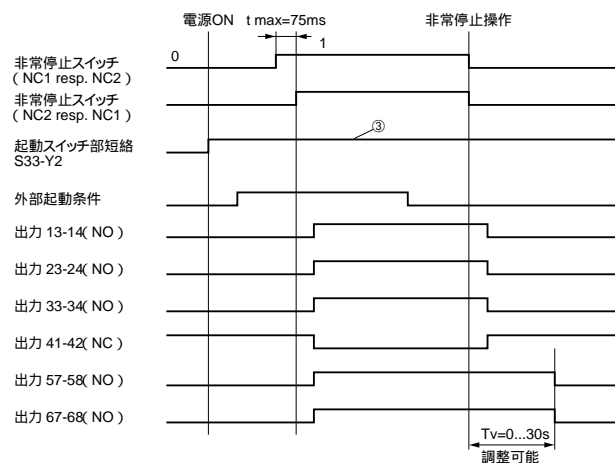 電源ON t max=75ms 非常停止操作
0 1
非常停止スイッチ
(NC1 resp. NC2)
非常停止スイッチ
(NC2 resp. NC1)
起動スイッチ部短絡
S33-Y2
③
外部起動条件
出力 13-14(NO)
出力 23-24(NO)
出力 33-34(NO)
出力 41-42(NC)
出力 57-58(NO)
出力 67-68(NO)
Tv=0...30s
調整可能